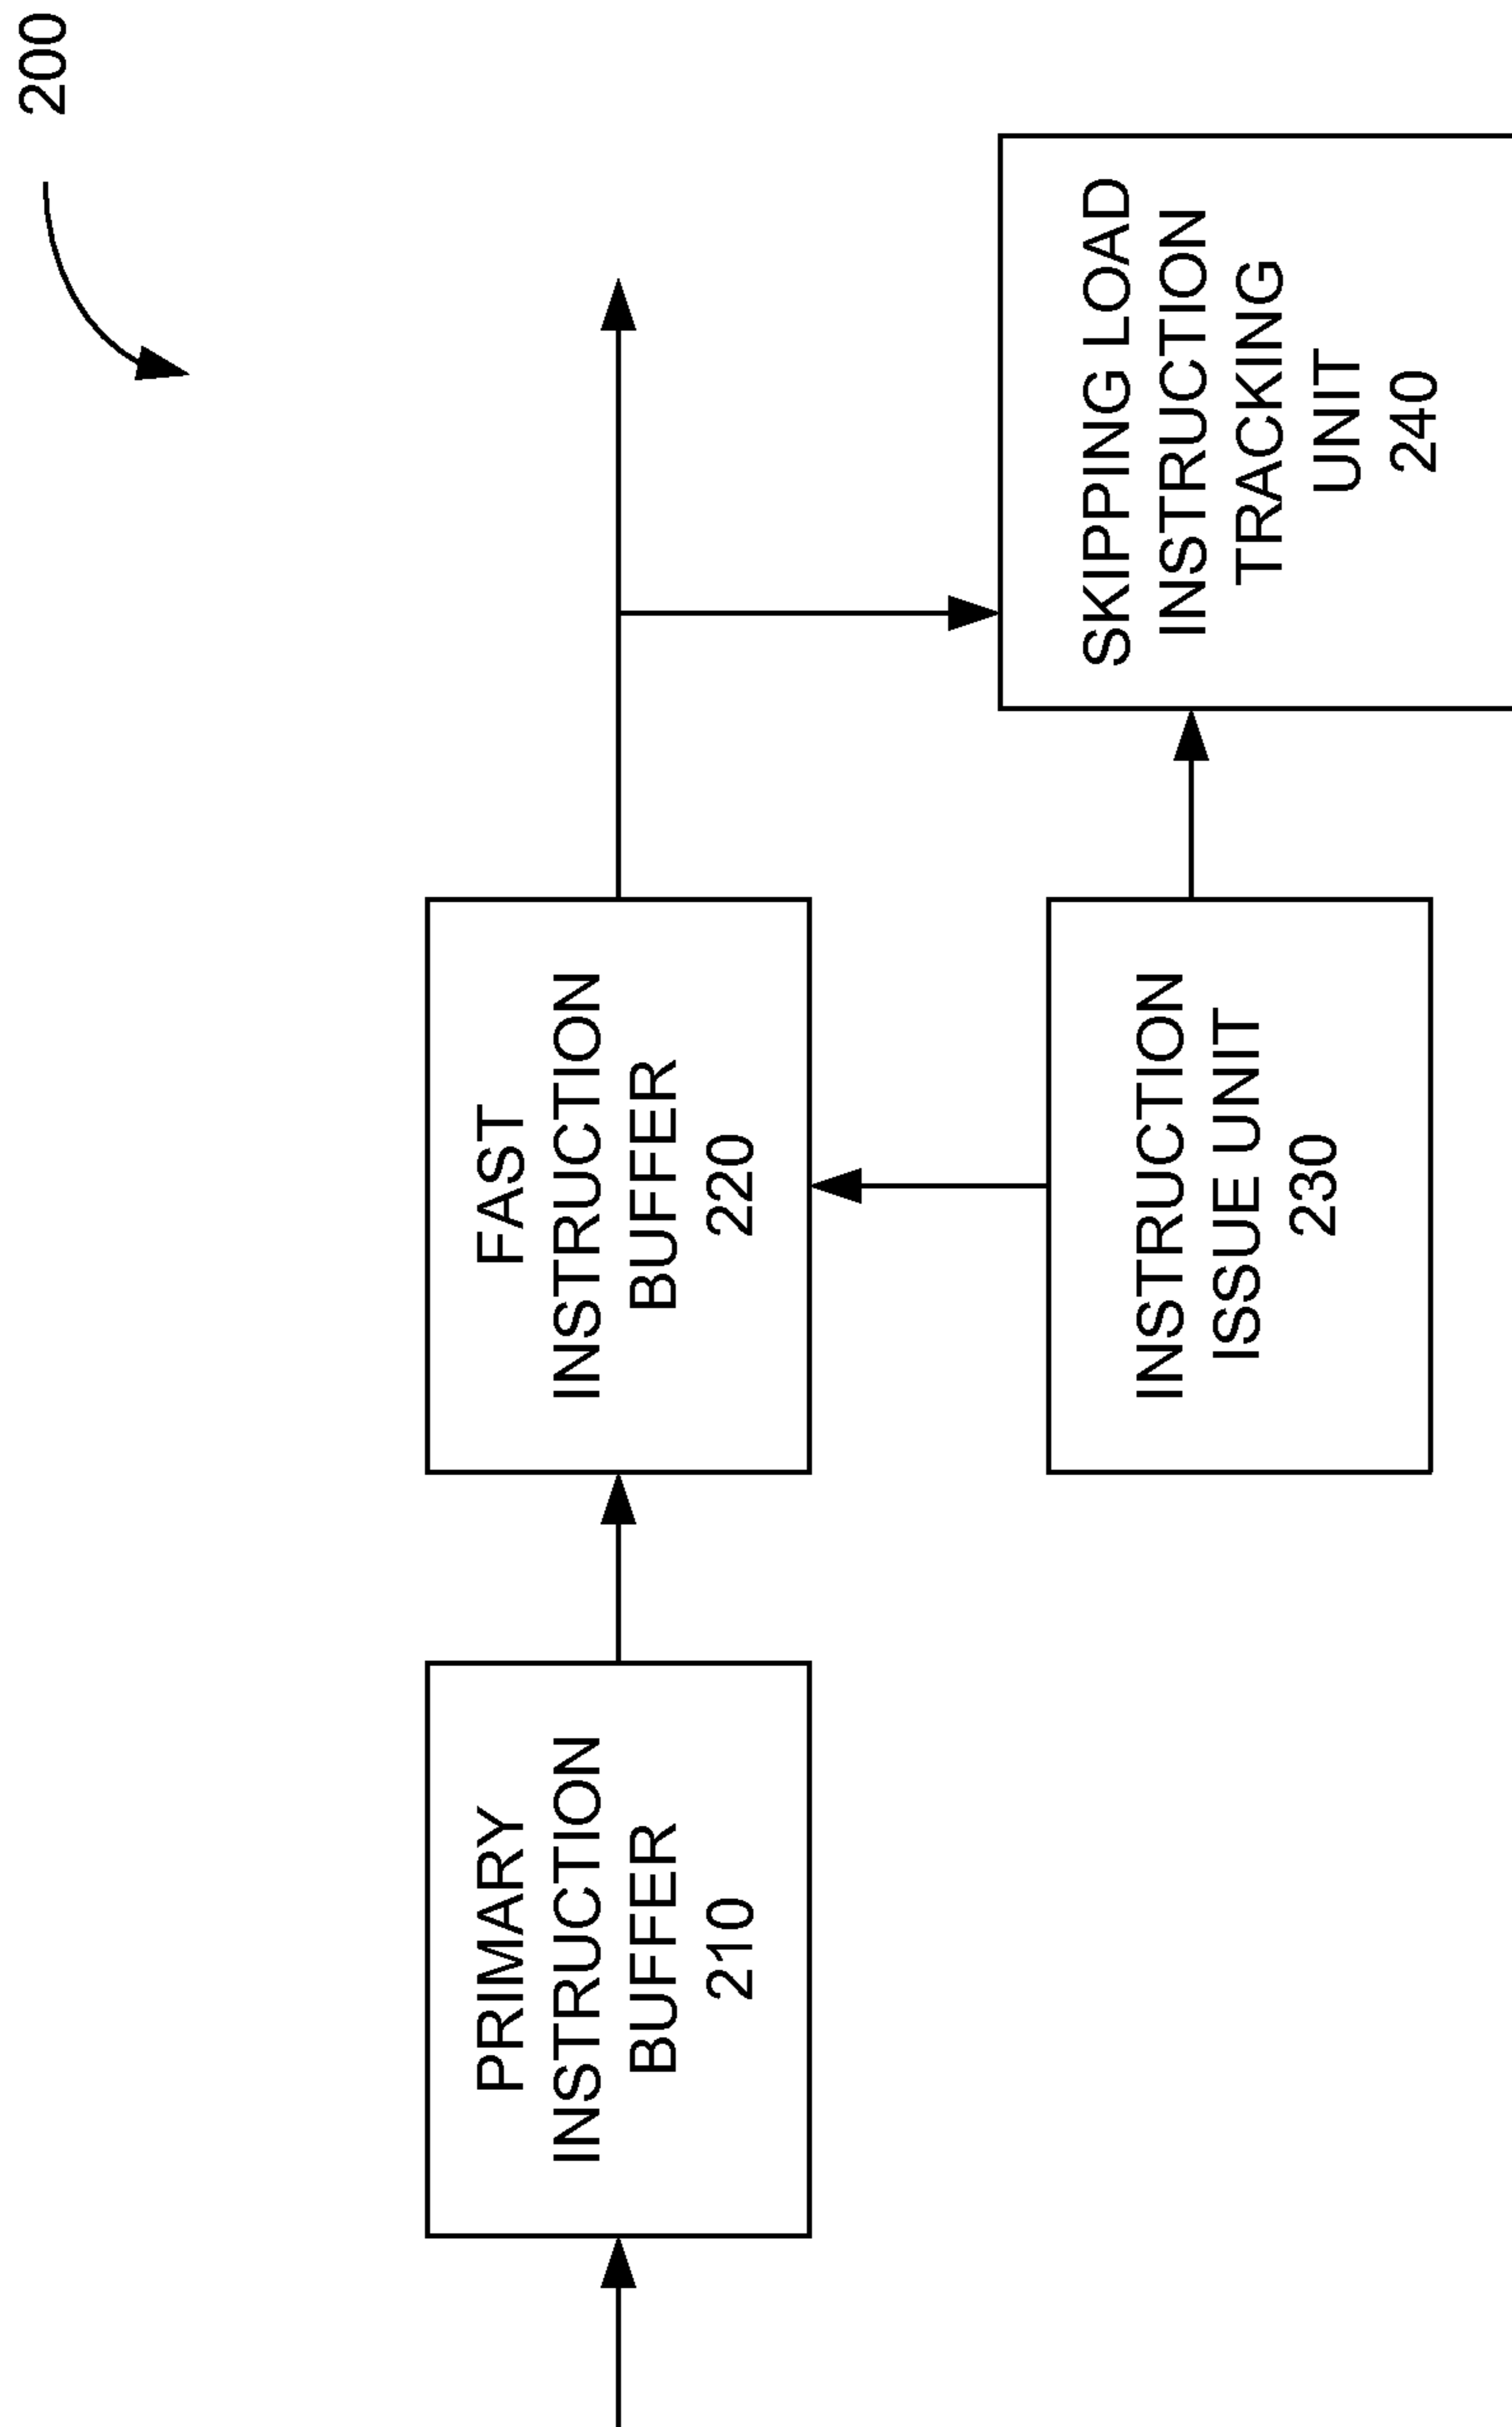 200
PRIMARY
INSTRUCTION
BUFFER
210
FAST
INSTRUCTION
BUFFER
220
INSTRUCTION
ISSUE UNIT
230
SKIPPING LOAD
INSTRUCTION
TRACKING
UNIT
240